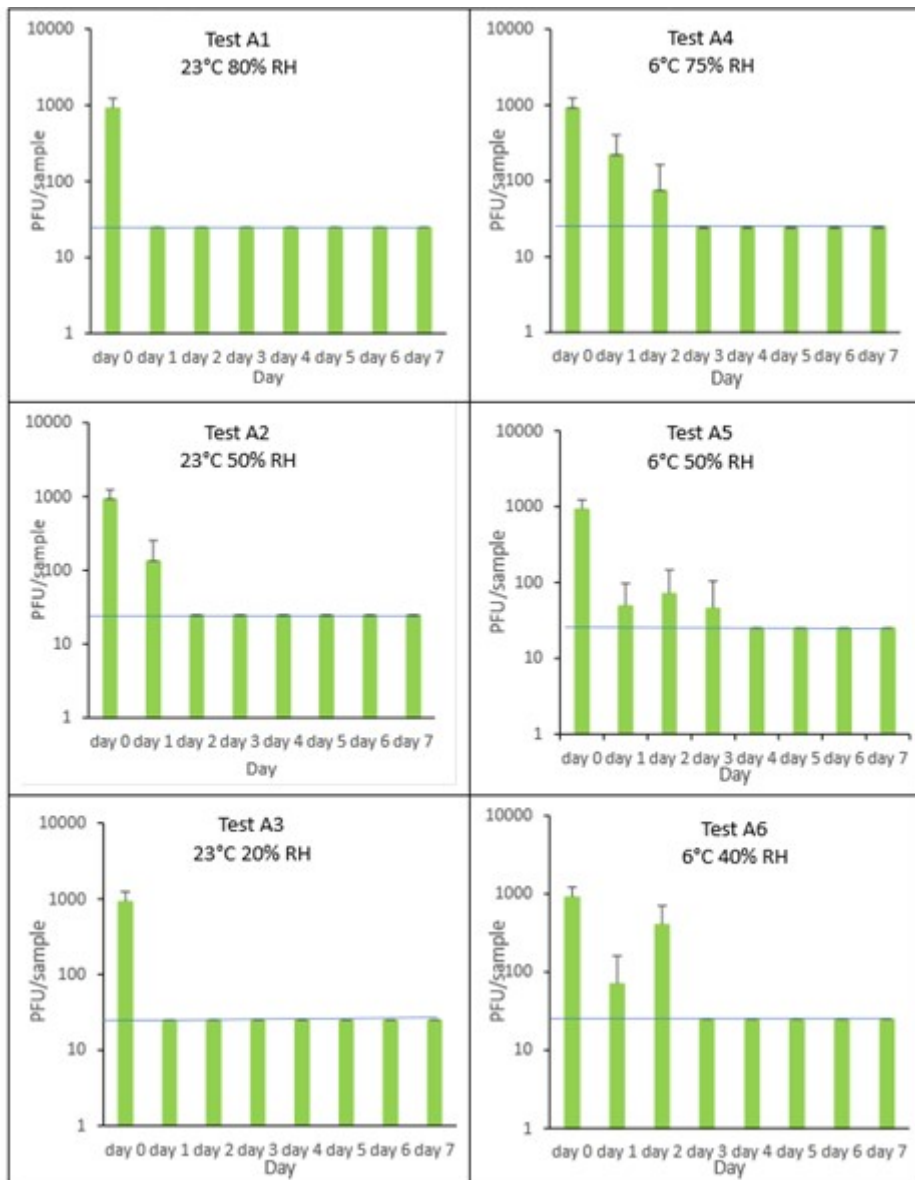 Test A1
23°C 80% RH
1000
100
10
1
PFU/sample
day 0 day 1 day 2 day 3 day 4 day 5 day 6 day 7
Day
Test A4
6°C 75% RH
10000
1000
100
10
1
PFU/sample
day 0 day 1 day 2 day 3 day 4 day 5 day 6 day 7
Day
Test A2
23°C 50% RH
10000
1000
100
10
1
PFU/sample
day 0 day 1 day 2 day 3 day 4 day 5 day 6 day 7
Day
Test A5
6°C 50% RH
10000
1000
100
10
1
PFU/sample
day 0 day 1 day 2 day 3 day 4 day 5 day 6 day 7
Day
Test A3
23°C 20% RH
10000
1000
100
10
1
PFU/sample
day 0 day 1 day 2 day 3 day 4 day 5 day 6 day 7
Day
Test A6
6°C 40% RH
10000
1000
100
10
1
PFU/sample
day 0 day 1 day 2 day 3 day 4 day 5 day 6 day 7
Day